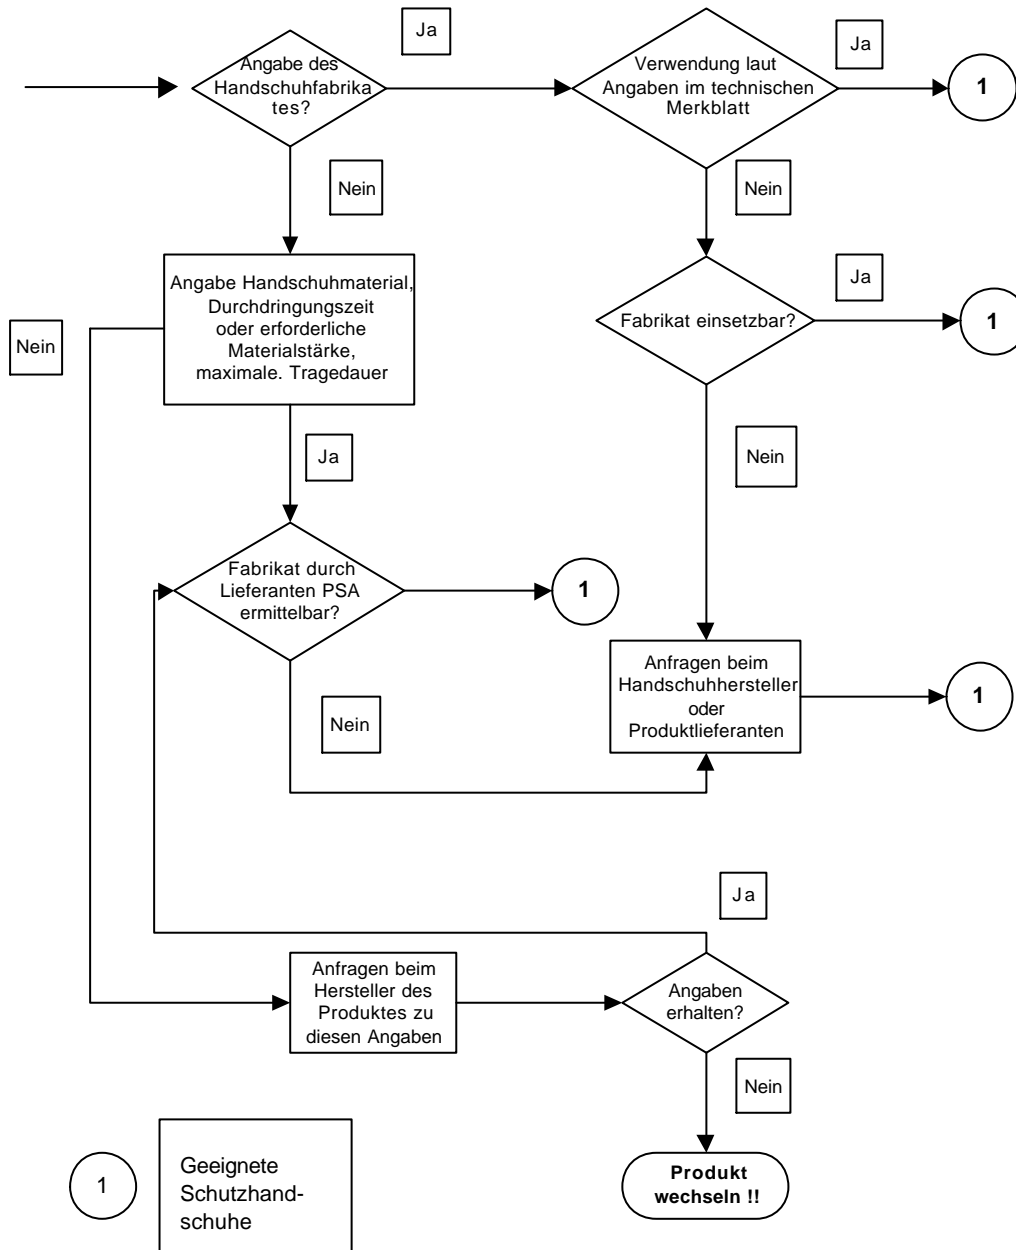 Angabe des
Handschuhfabrika
tes?
Ja
Verwendung laut
Angaben im technischen
Merkblatt
Ja
1
Nein
Nein
Angabe Handschuhmaterial,
Durchdringungszeit
oder erforderliche
Materialstärke,
maximale. Tragedauer
Nein
Fabrikat einsetzbar?
Ja
1
Ja
Nein
Fabrikat durch
Lieferanten PSA
ermittelbar?
1
Nein
Anfragen beim
Handschuhhersteller
oder
Produktlieferanten
1
Ja
Anfragen beim
Hersteller des
Produktes zu
diesen Angaben
Angaben
erhalten?
Nein
Produkt
wechseln !!
1
Geeignete
Schutzhand-
schuhe